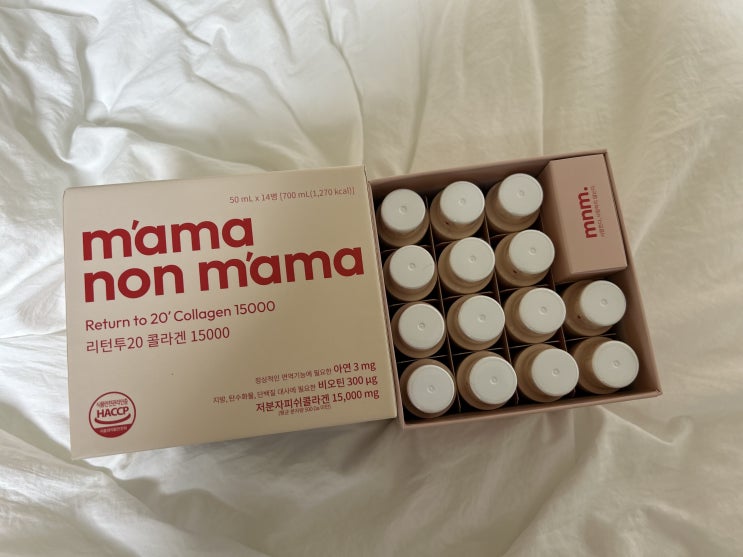 50 mL x 14병 {700 mL(1,270 kcal)}
m'ama
non m'ama
Return to 20' Collagen 15000
리턴투20 콜라겐 15000
정상적인 면역기능에 필요한 아연 3 mg
지방, 탄수화물, 단백질 대사에 필요한 비오틴 300 μg
저분자피쉬콜라겐 15,000 mg
HACCP
mnm.